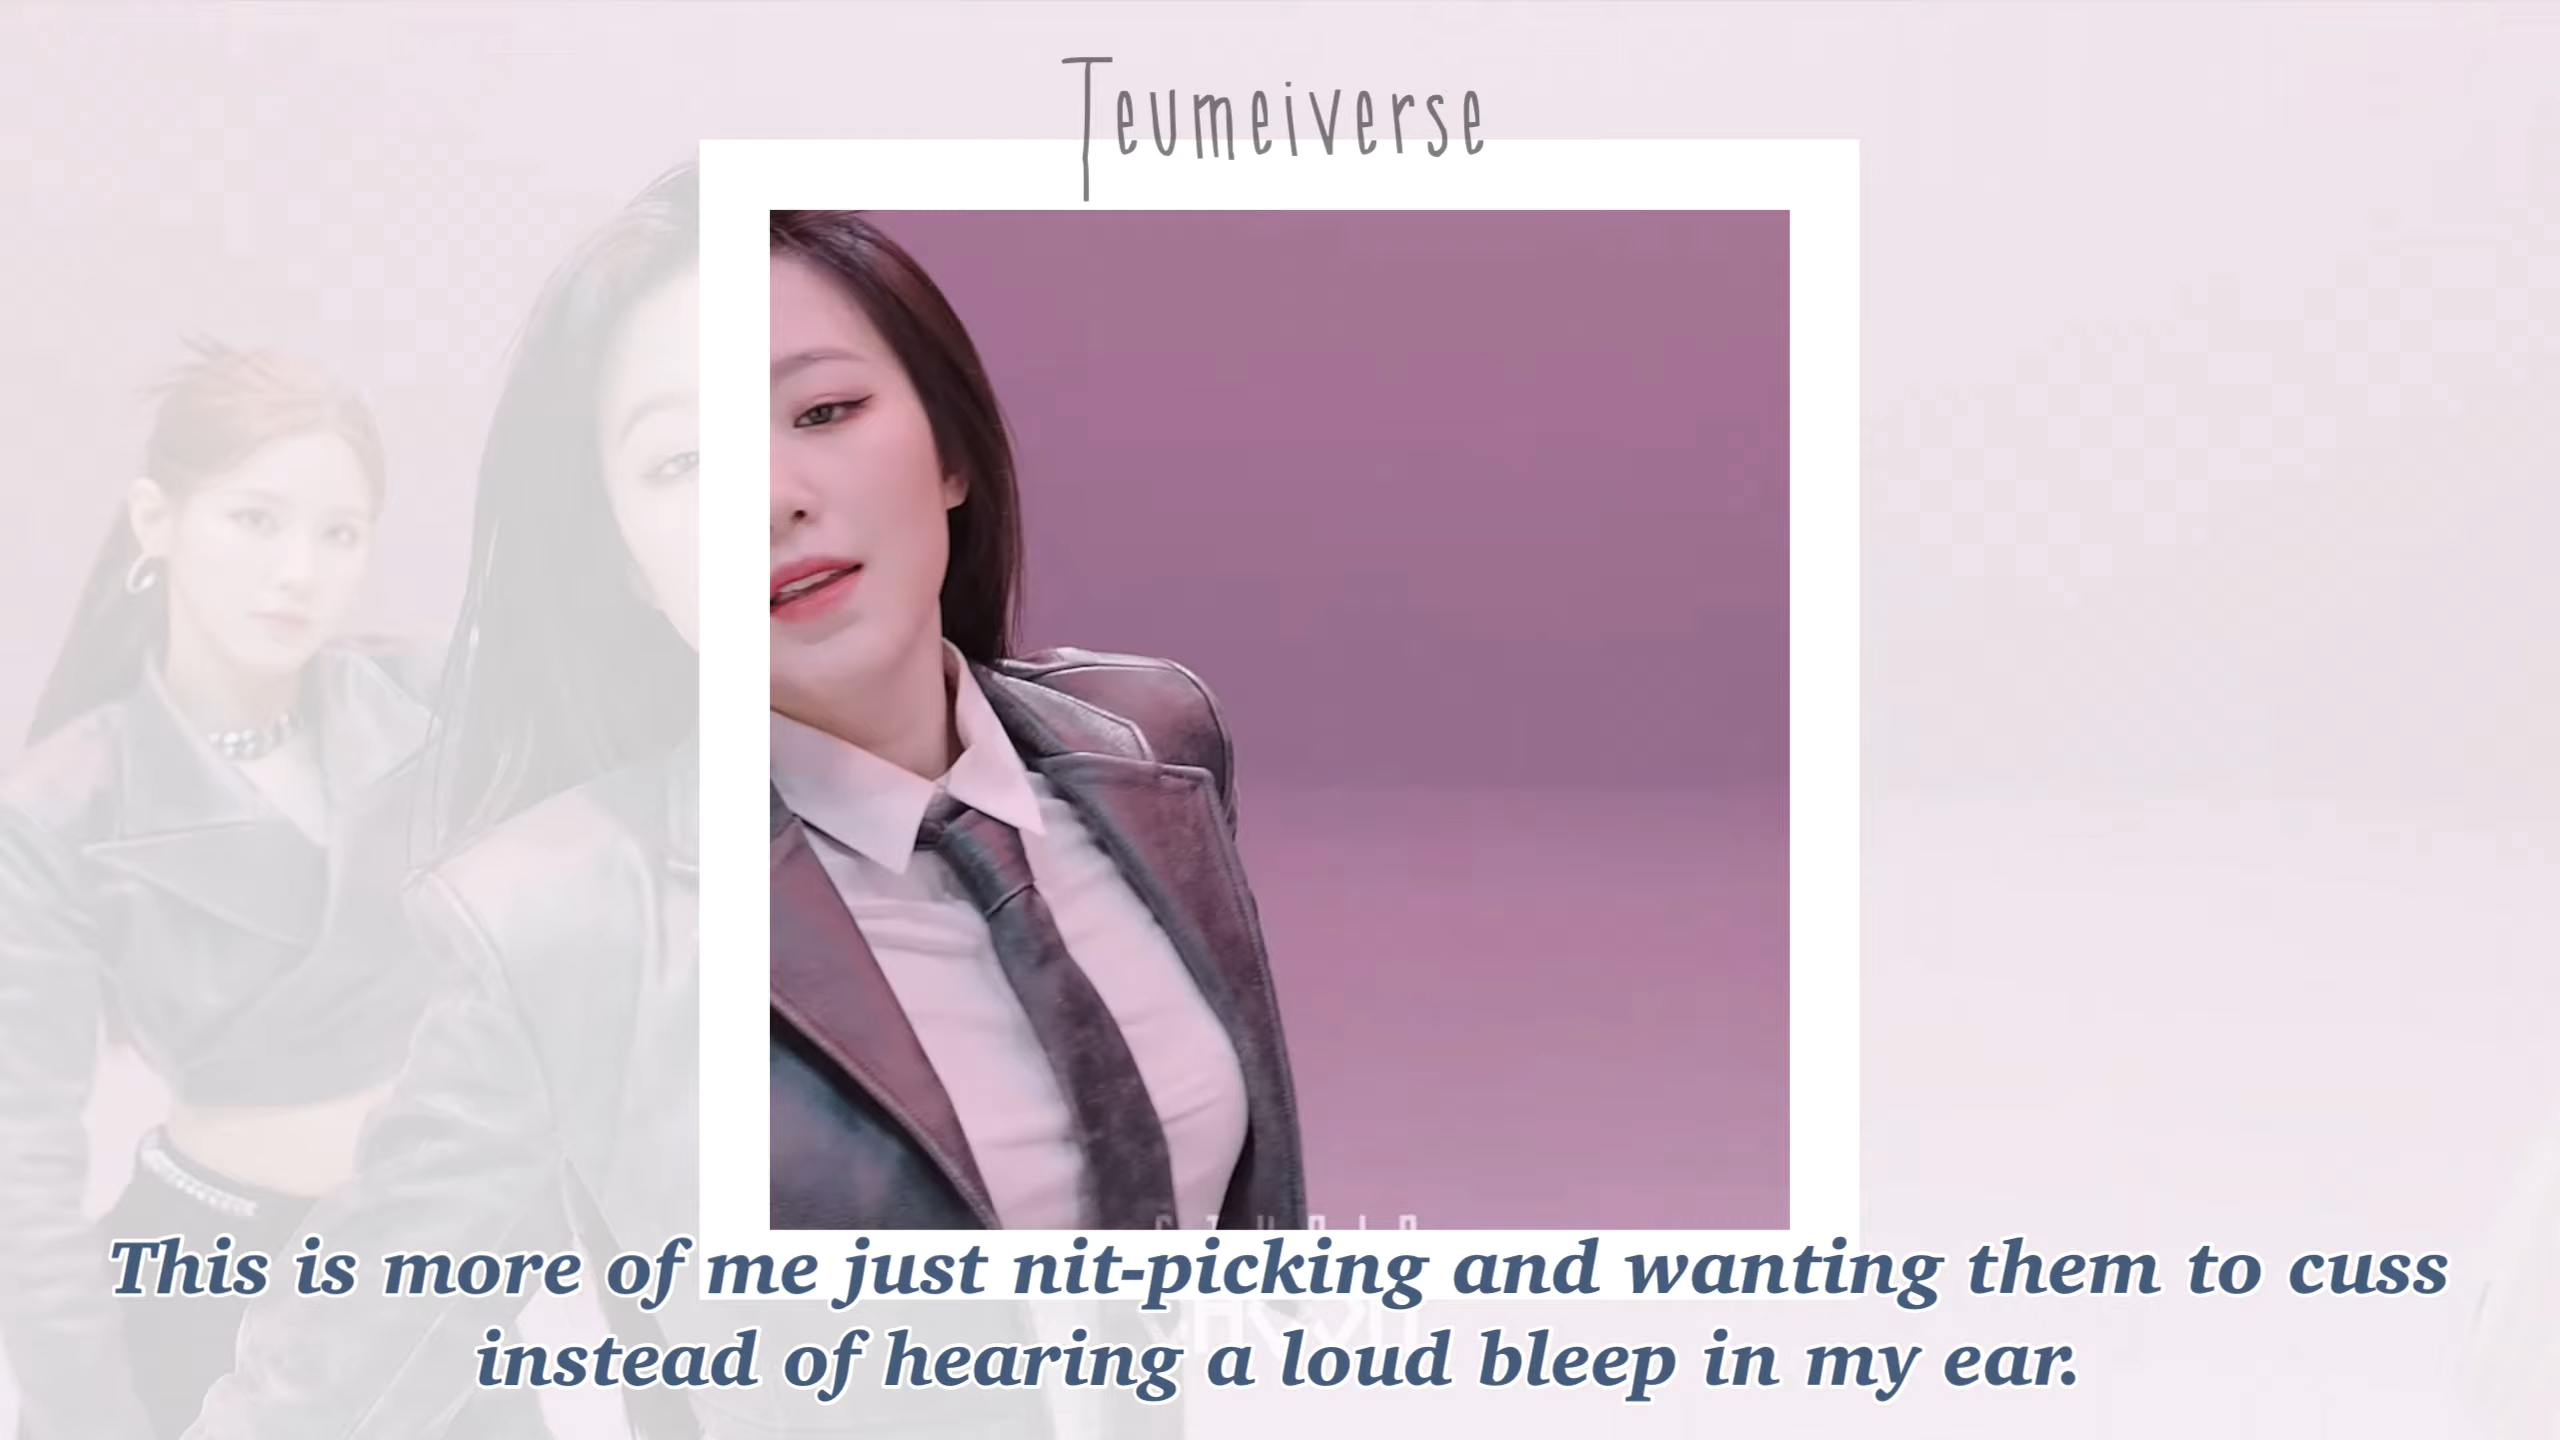 Teumeiverse
This is more of me just nit-picking and wanting them to cuss
instead of hearing a loud bleep in my ear.